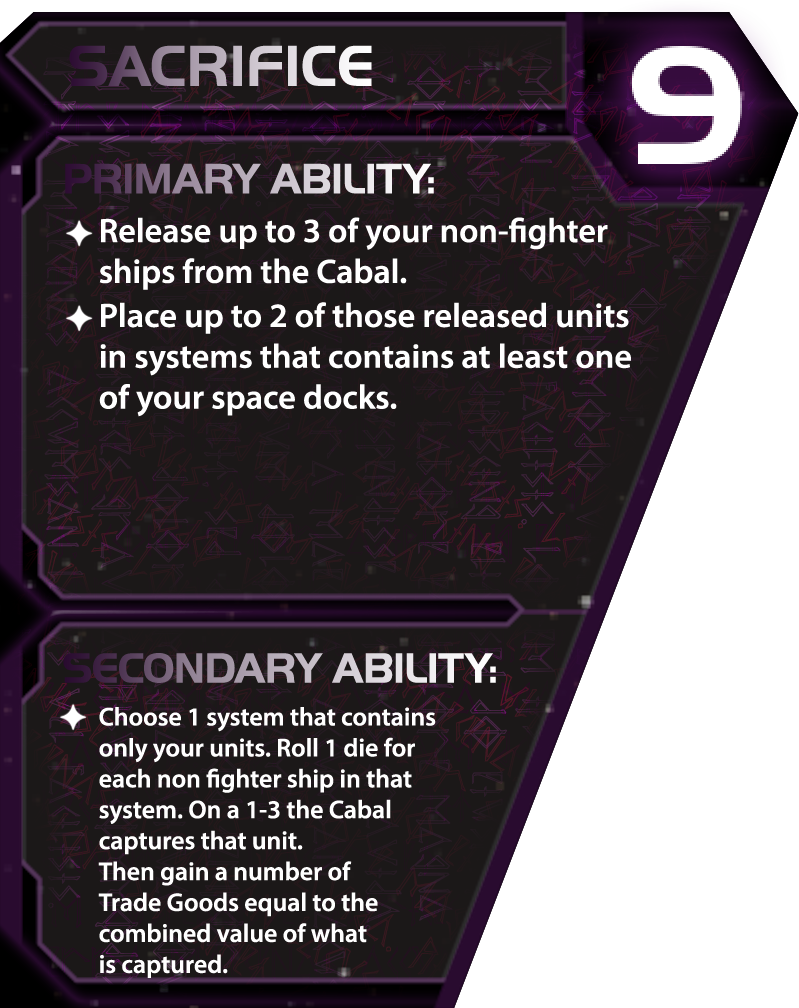 SACRIFICE
9
PRIMARY ABILITY:
Release up to 3 of your non-fighter
ships from the Cabal.
Place up to 2 of those released units
in systems that contains at least one
of your space docks.
SECONDARY ABILITY:
Choose 1 system that contains
only your units. Roll 1 die for
each non fighter ship in that
system. On a 1-3 the Cabal
captures that unit.
Then gain a number of
Trade Goods equal to the
combined value of what
is captured.